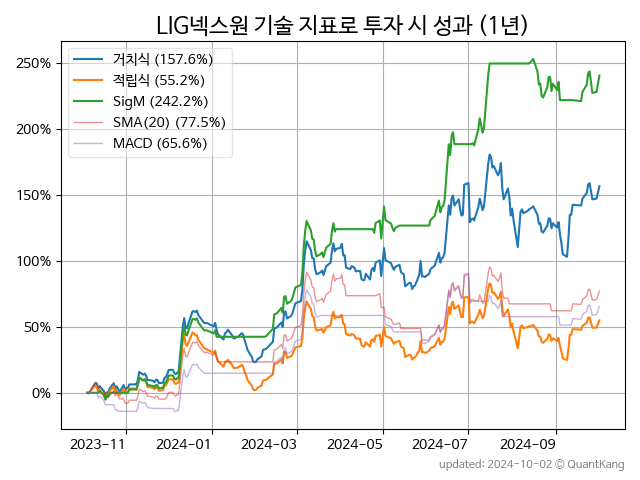 LIG넥스원 기술 지표로 투자 시 성과 (1년)
거치식 (157.6%)
적립식 (55.2%)
SigM (242.2%)
SMA(20) (77.5%)
MACD (65.6%)
250%
200%
150%
100%
50%
0%
2023-11 2024-01 2024-03 2024-05 2024-07 2024-09
updated: 2024-10-02 © QuantKang